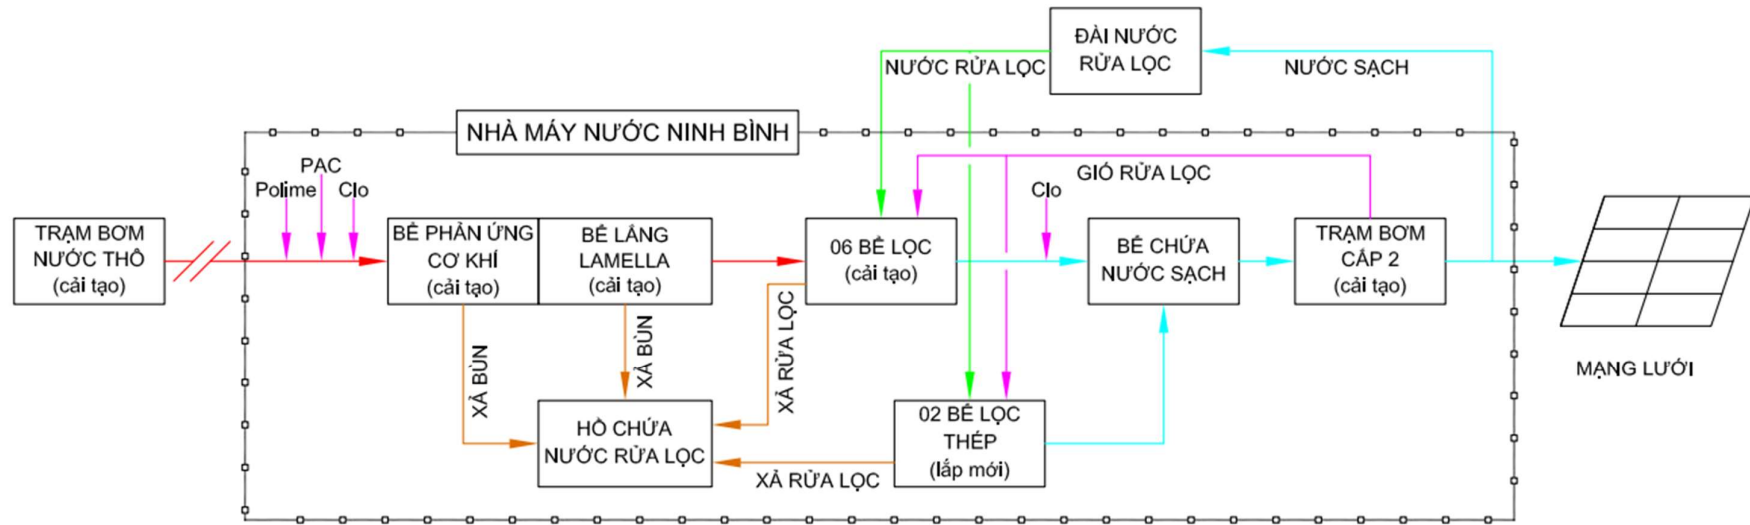 ĐÀI NƯỚC
RỬA LỌC
NƯỚC RỬA LỌC
NƯỚC SẠCH
NHÀ MÁY NƯỚC NINH BÌNH
PAC
Polime
Clo
GIÓ RỬA LỌC
Clo
TRẠM BƠM
NƯỚC THÔ
(cải tạo)
BỂ PHẢN ỨNG
CƠ KHÍ
(cải tạo)
BỂ LẮNG
LAMELLA
(cải tạo)
06 BỂ LỌC
(cải tạo)
BỂ CHỨA
NƯỚC SẠCH
TRẠM BƠM
CẤP 2
(cải tạo)
MẠNG LƯỚI
XẢ BÙN
XẢ BÙN
XẢ RỬA LỌC
HỒ CHỨA
NƯỚC RỬA LỌC
XẢ RỬA LỌC
02 BỂ LỌC
THÉP
(lắp mới)